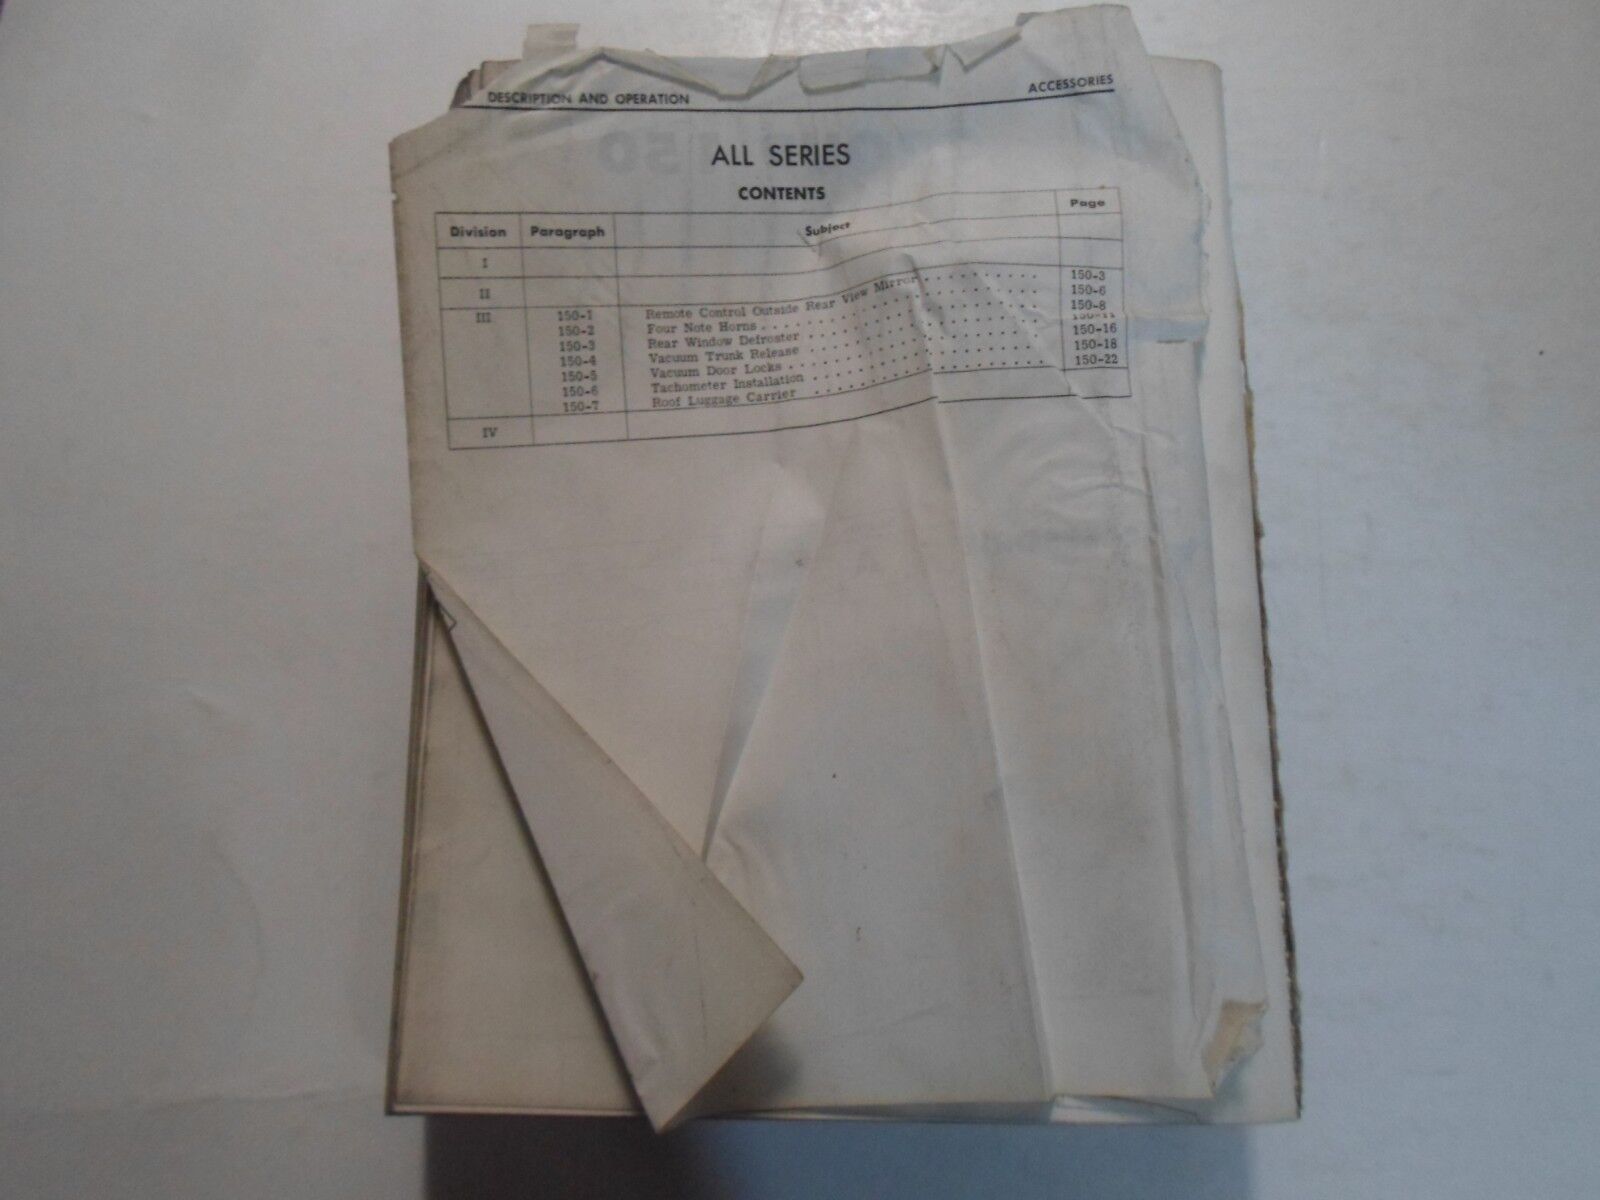 DESCRIPTION AND OPERATION ACCESSORIES
ALL SERIES
CONTENTS
Division Paragraph Subject Page
I
II
III 150-1 Remote Control Outside Rear View Mirror . . . . . . . . . 150-3
150-2 Four Note Horns . . . . . . . . . . . . . . . . . . . . 150-6
150-3 Rear Window Defroster . . . . . . . . . . . . . . . . . 150-8
150-4 Vacuum Trunk Release . . . . . . . . . . . . . . . . . 150-11
150-5 Vacuum Door Locks . . . . . . . . . . . . . . . . . . 150-16
150-6 Tachometer Installation . . . . . . . . . . . . . . . . . 150-18
150-7 Roof Luggage Carrier . . . . . . . . . . . . . . . . . 150-22
IV